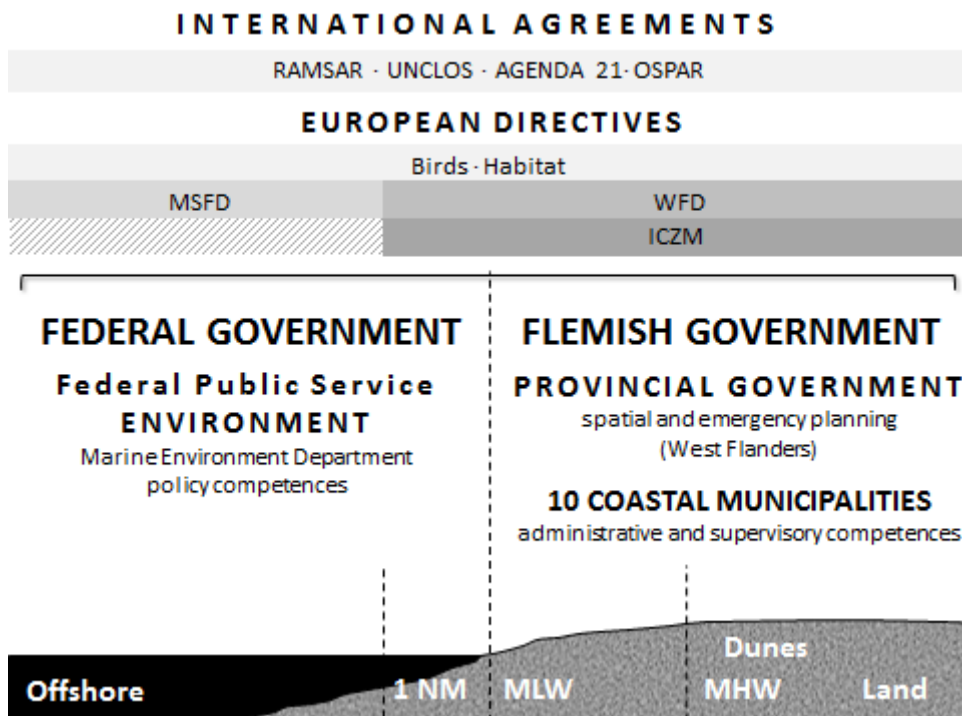 INTERNATIONAL AGREEMENTS
RAMSAR · UNCLOS · AGENDA 21· OSPAR
EUROPEAN DIRECTIVES
Birds · Habitat
MSFD
WFD
ICZM
FEDERAL GOVERNMENT
Federal Public Service
ENVIRONMENT
Marine Environment Department
policy competences
FLEMISH GOVERNMENT
PROVINCIAL GOVERNMENT
spatial and emergency planning
(West Flanders)
10 COASTAL MUNICIPALITIES
administrative and supervisory competences
Dunes
Offshore
1 NM
MLW
MHW
Land